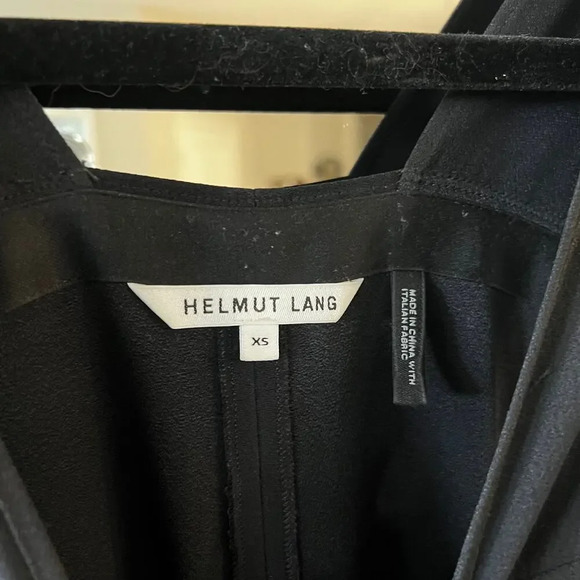 HELMUT LANG
XS
MADE IN CHINA WITH
ITALIAN FABRIC